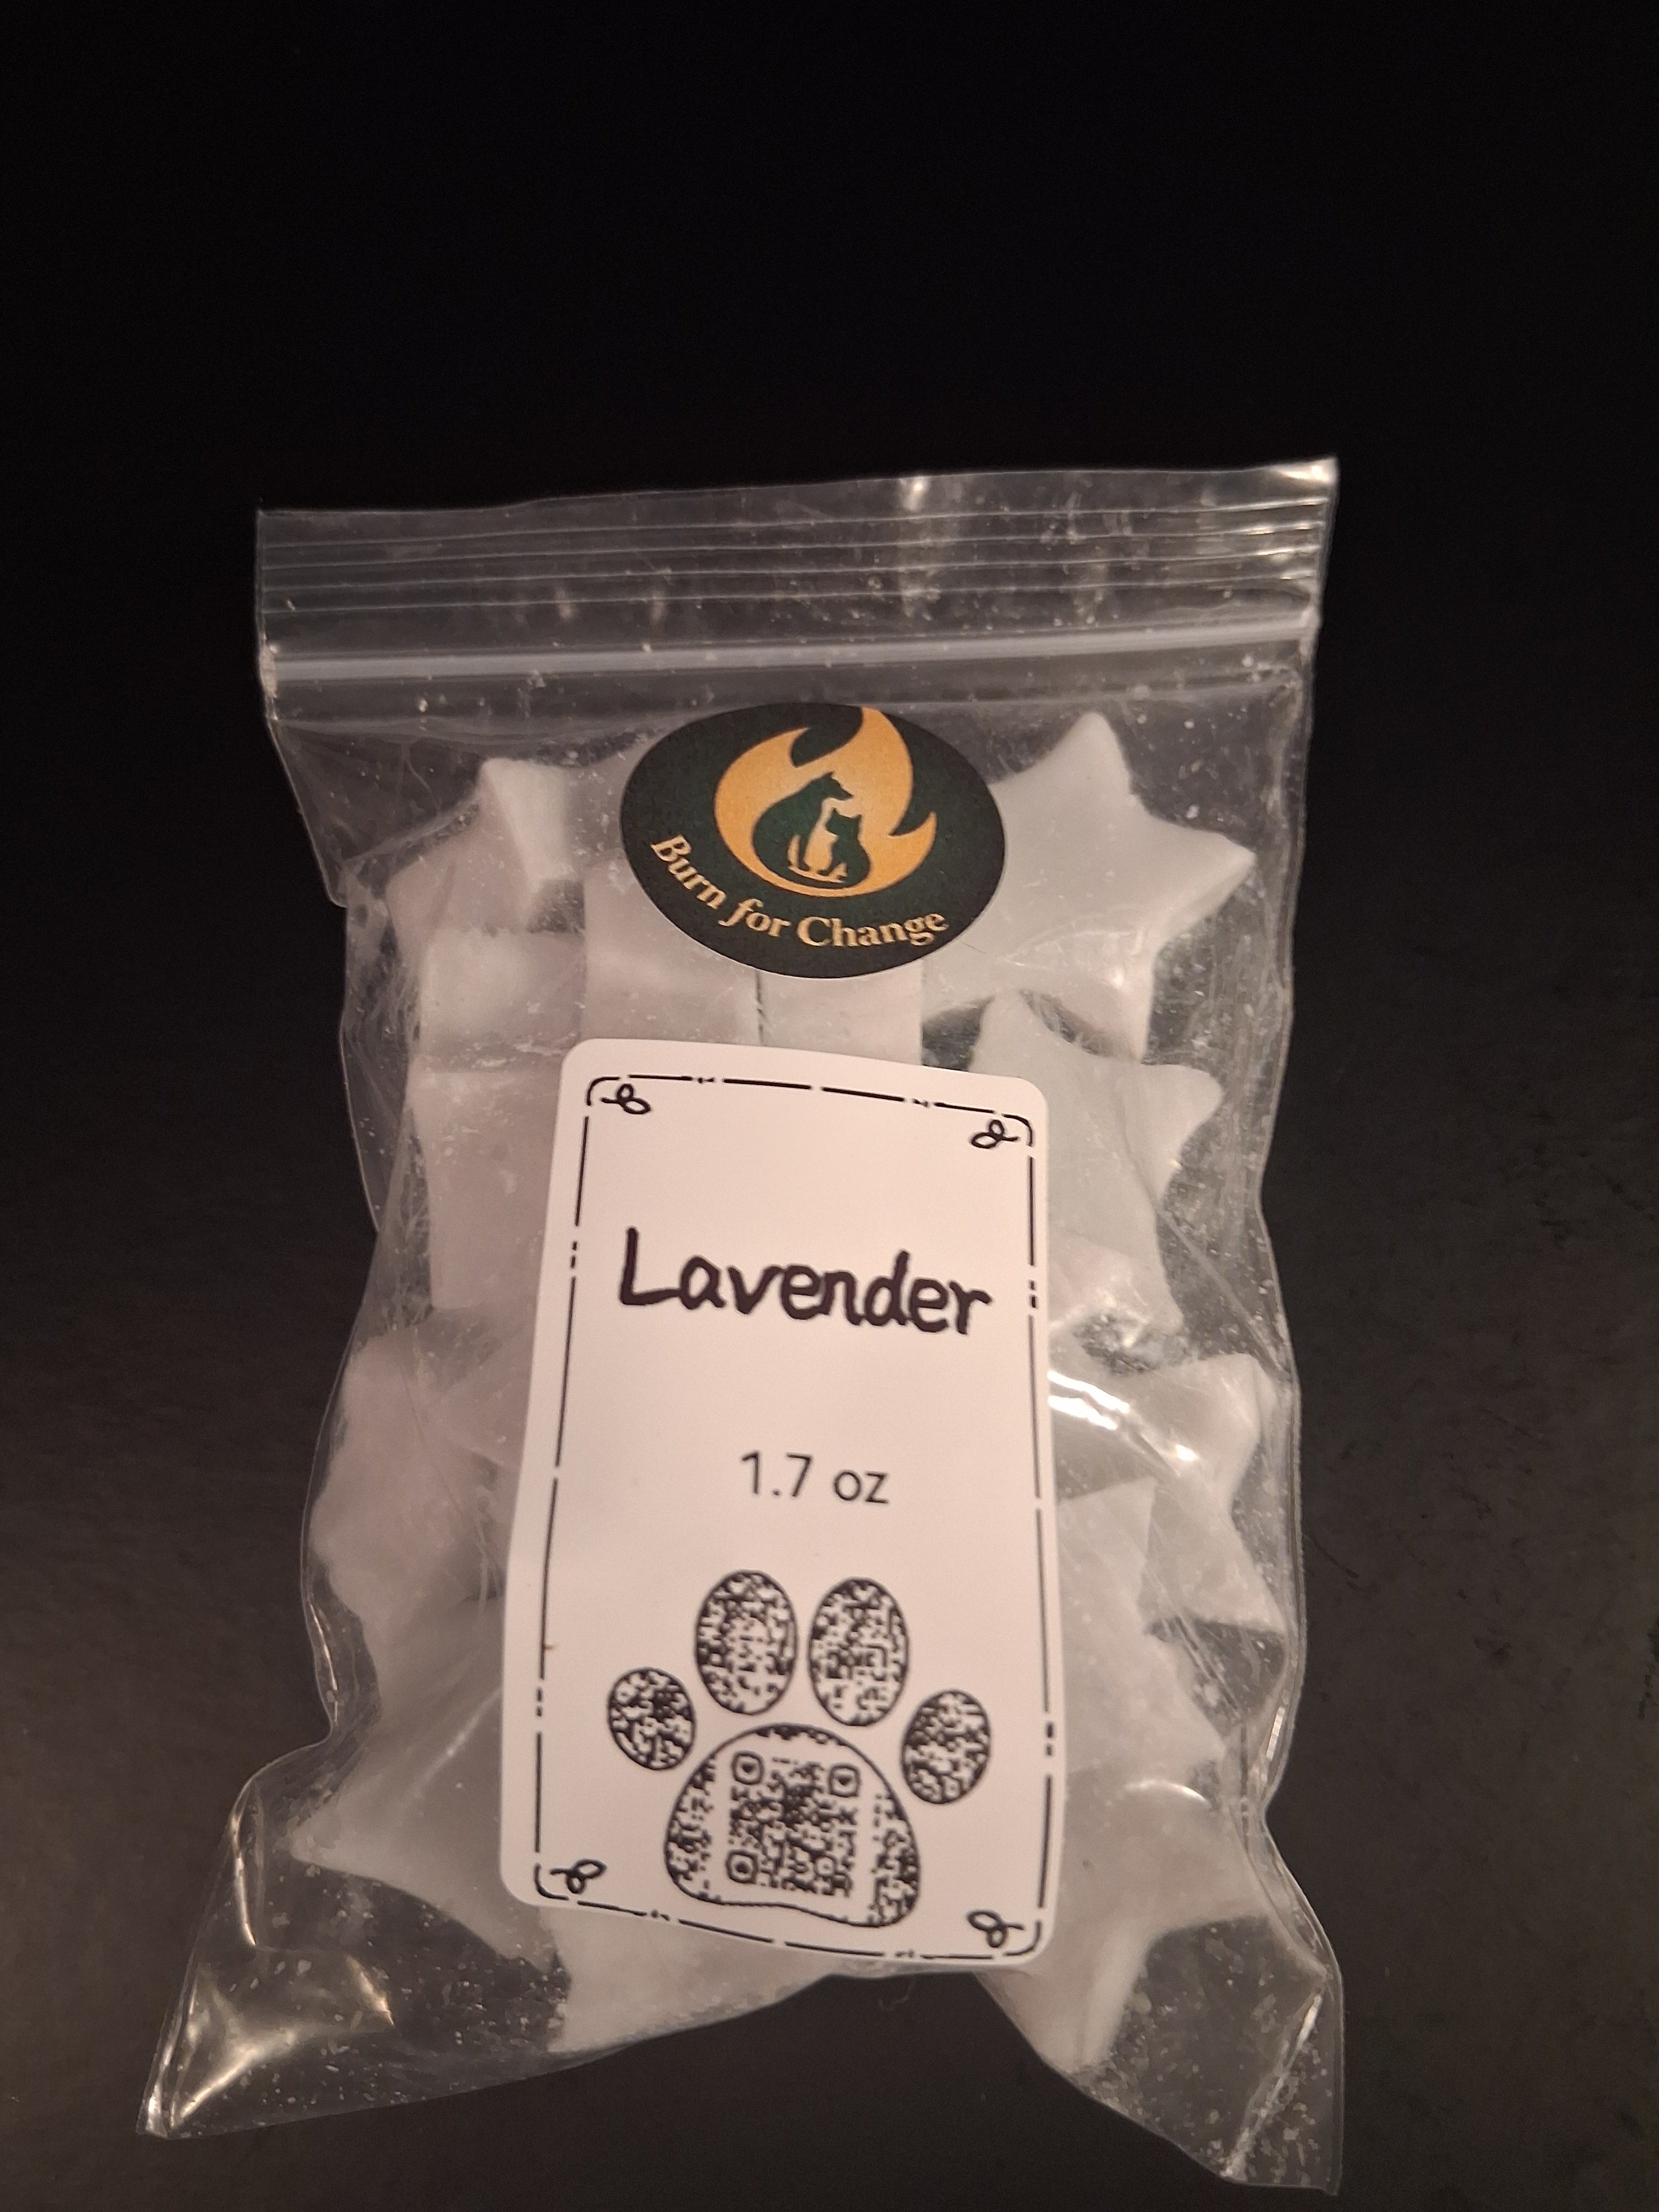 Burn for Change
Lavender
1.7 oz